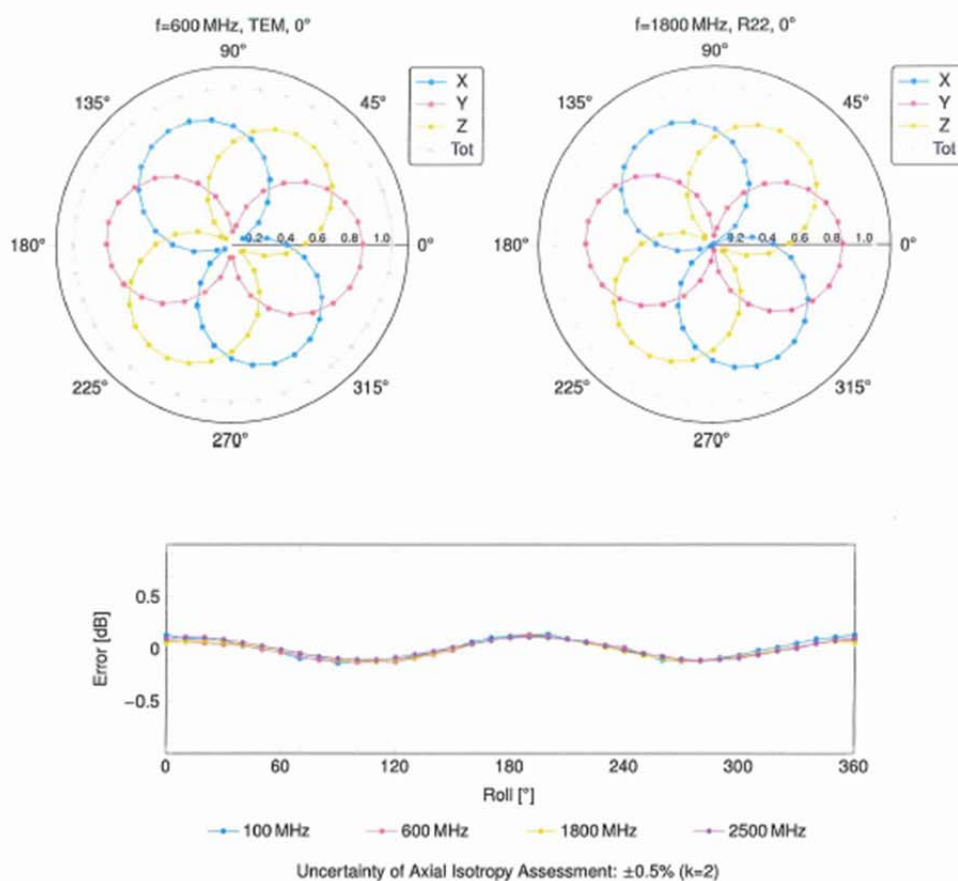 f=600 MHz, TEM, 0°
90°
135°
45°
180°
0.2 0.4 0.6 0.8 1.0
0°
225°
315°
270°
X
Y
Z
Tot
f=1800 MHz, R22, 0°
90°
135°
45°
180°
0.2 0.4 0.6 0.8 1.0
0°
225°
315°
270°
X
Y
Z
Tot
Error [dB]
0.5
0
−0.5
0 60 120 180 240 300 360
Roll [°]
100 MHz 600 MHz 1800 MHz 2500 MHz
Uncertainty of Axial Isotropy Assessment: ±0.5% (k=2)